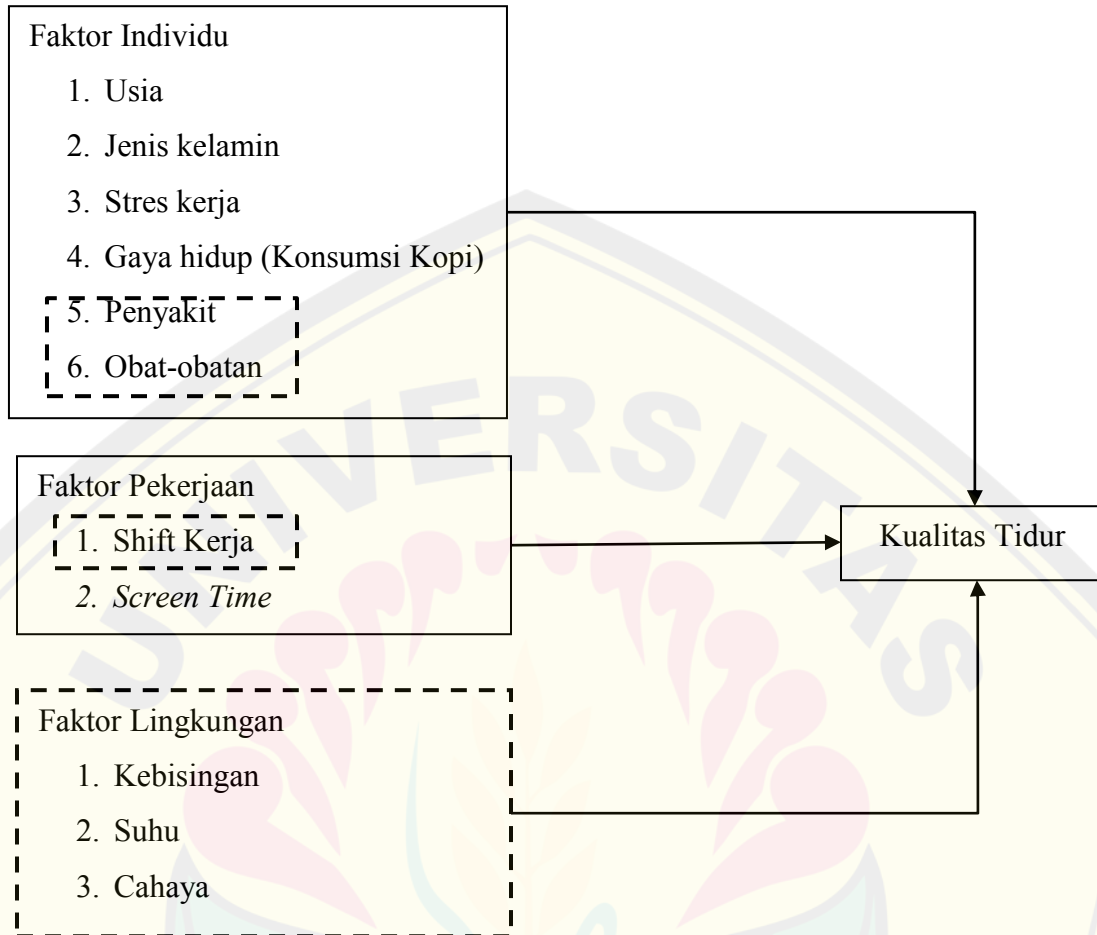 Faktor Individu
1. Usia
2. Jenis kelamin
3. Stres kerja
4. Gaya hidup (Konsumsi Kopi)
5. Penyakit
6. Obat-obatan
Faktor Pekerjaan
1. Shift Kerja
2. Screen Time
Kualitas Tidur
Faktor Lingkungan
1. Kebisingan
2. Suhu
3. Cahaya
UNIVERSITAS